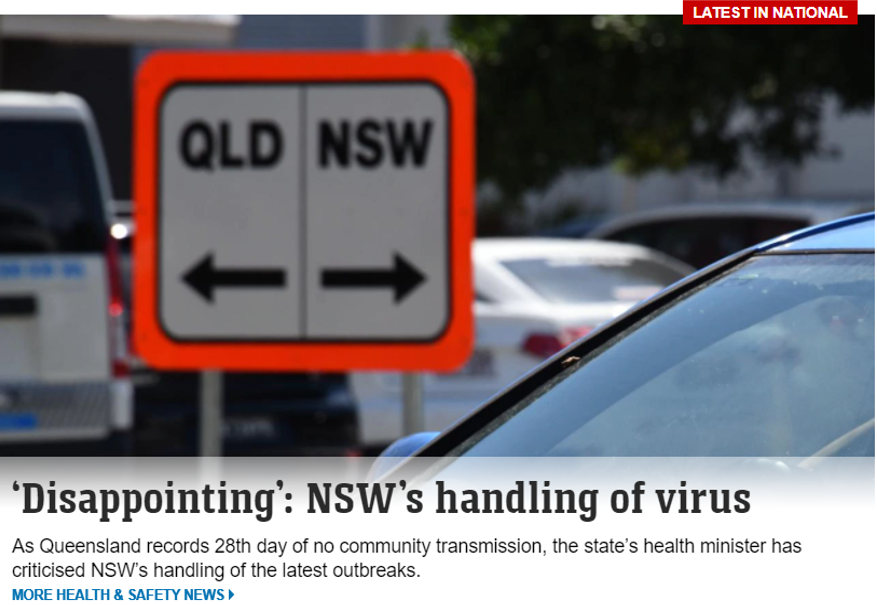 LATEST IN NATIONAL
QLD NSW
‘Disappointing’: NSW’s handling of virus
As Queensland records 28th day of no community transmission, the state’s health minister has
criticised NSW’s handling of the latest outbreaks.
MORE HEALTH & SAFETY NEWS